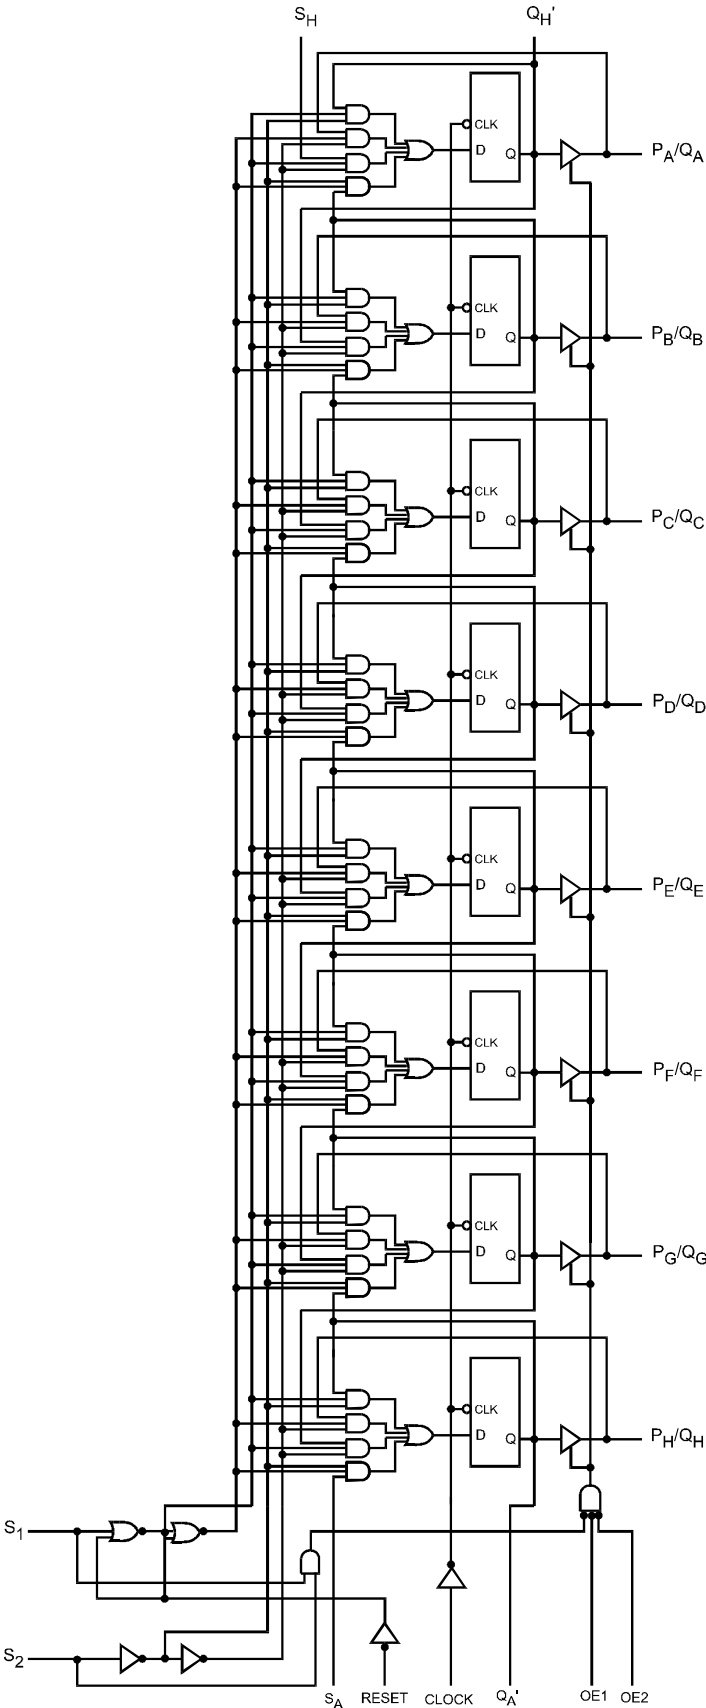 S_H Q_H'
CLK
D Q
P_A/Q_A
CLK
D Q
P_B/Q_B
CLK
D Q
P_C/Q_C
CLK
D Q
P_D/Q_D
CLK
D Q
P_E/Q_E
CLK
D Q
P_F/Q_F
CLK
D Q
P_G/Q_G
CLK
D Q
P_H/Q_H
S_1
S_2
S_A RESET CLOCK Q_A' OE1 OE2